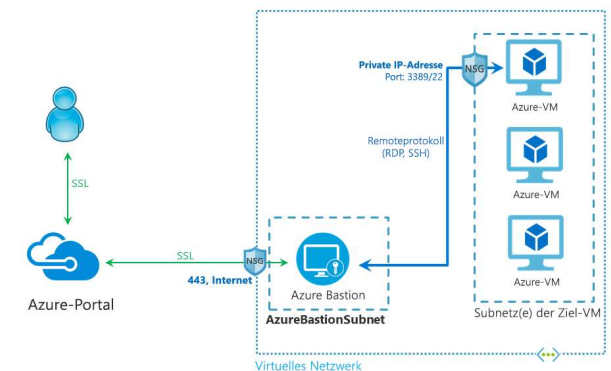 Private IP-Adresse
Port: 3389/22
NSG
Azure-VM
Remoteprotokoll
(RDP, SSH)
Azure-VM
SSL
SSL
NSG
443, Internet
Azure-Portal
Azure Bastion
AzureBastionSubnet
Azure-VM
Subnetz(e) der Ziel-VM
Virtuelles Netzwerk